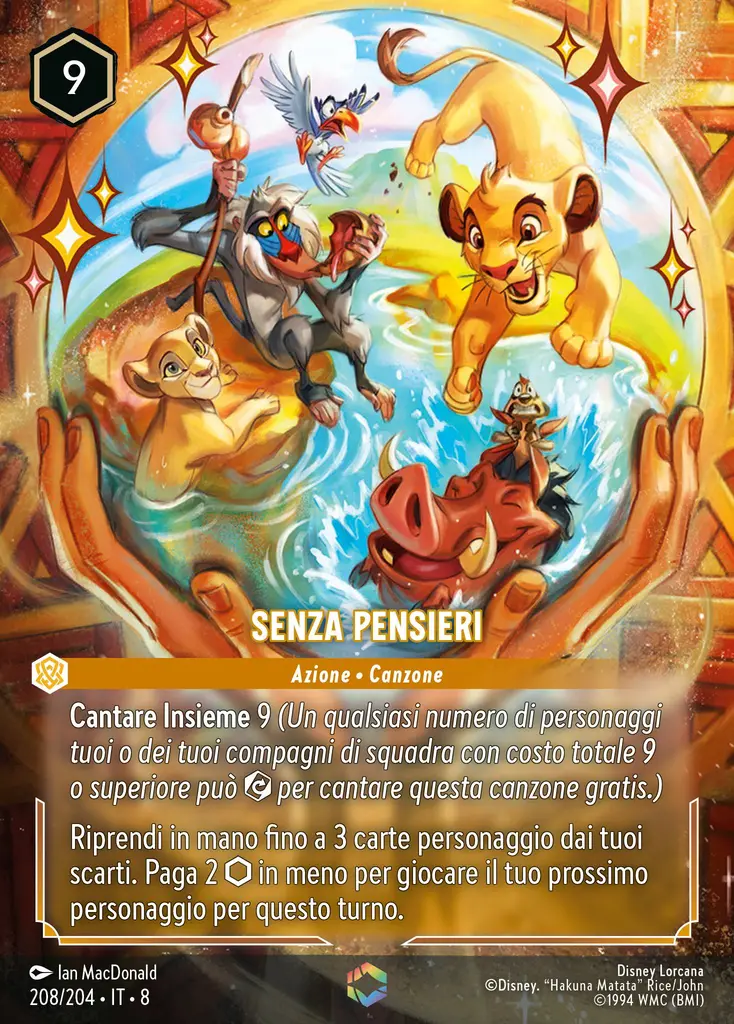 9
SENZA PENSIERI
Azione • Canzone
Cantare Insieme 9 (Un qualsiasi numero di personaggi
tuoi o dei tuoi compagni di squadra con costo totale 9
o superiore può per cantare questa canzone gratis.)
Riprendi in mano fino a 3 carte personaggio dai tuoi
scarti. Paga 2 in meno per giocare il tuo prossimo
personaggio per questo turno.
Ian MacDonald
208/204 • IT • 8
Disney Lorcana
©Disney. “Hakuna Matata” Rice/John
©1994 WMC (BMI)